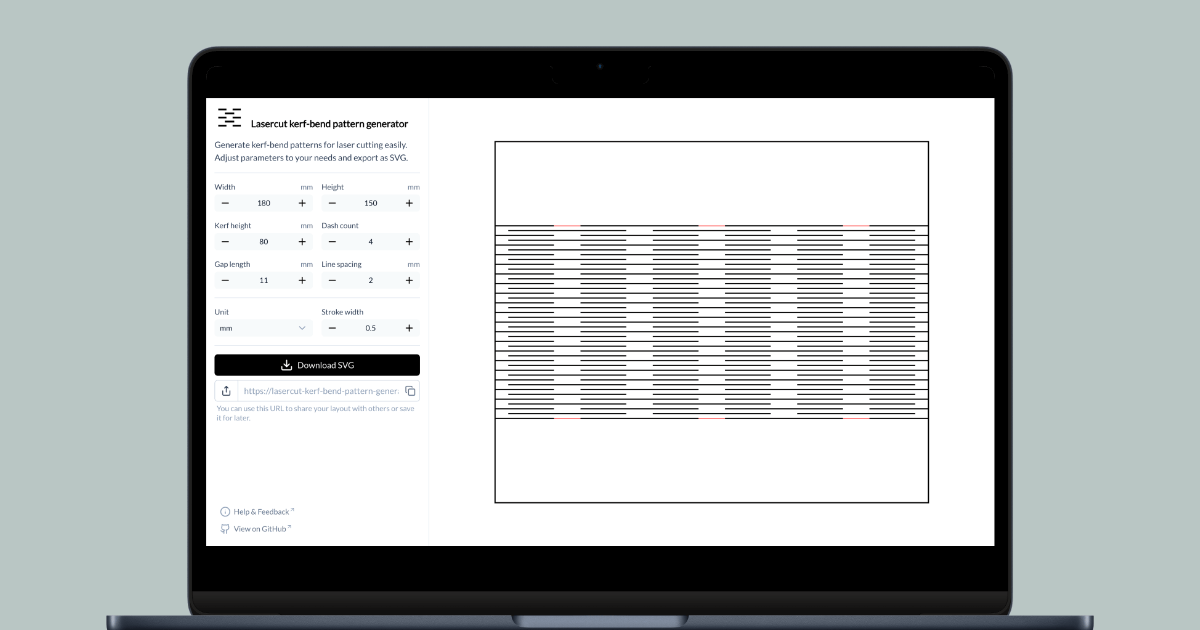 Lasercut kerf-bend pattern generator
Generate kerf-bend patterns for laser cutting easily.
Adjust parameters to your needs and export as SVG.
Width mm Height mm
− 180 + − 150 +
Kerf height mm Dash count
− 80 + − 4 +
Gap length mm Line spacing mm
− 11 + − 2 +
Unit Stroke width
mm − 0.5 +
Download SVG
https://lasercut-kerf-bend-pattern-gener.
You can use this URL to share your layout with others or save
it for later.
Help & Feedback ↗
View on GitHub ↗